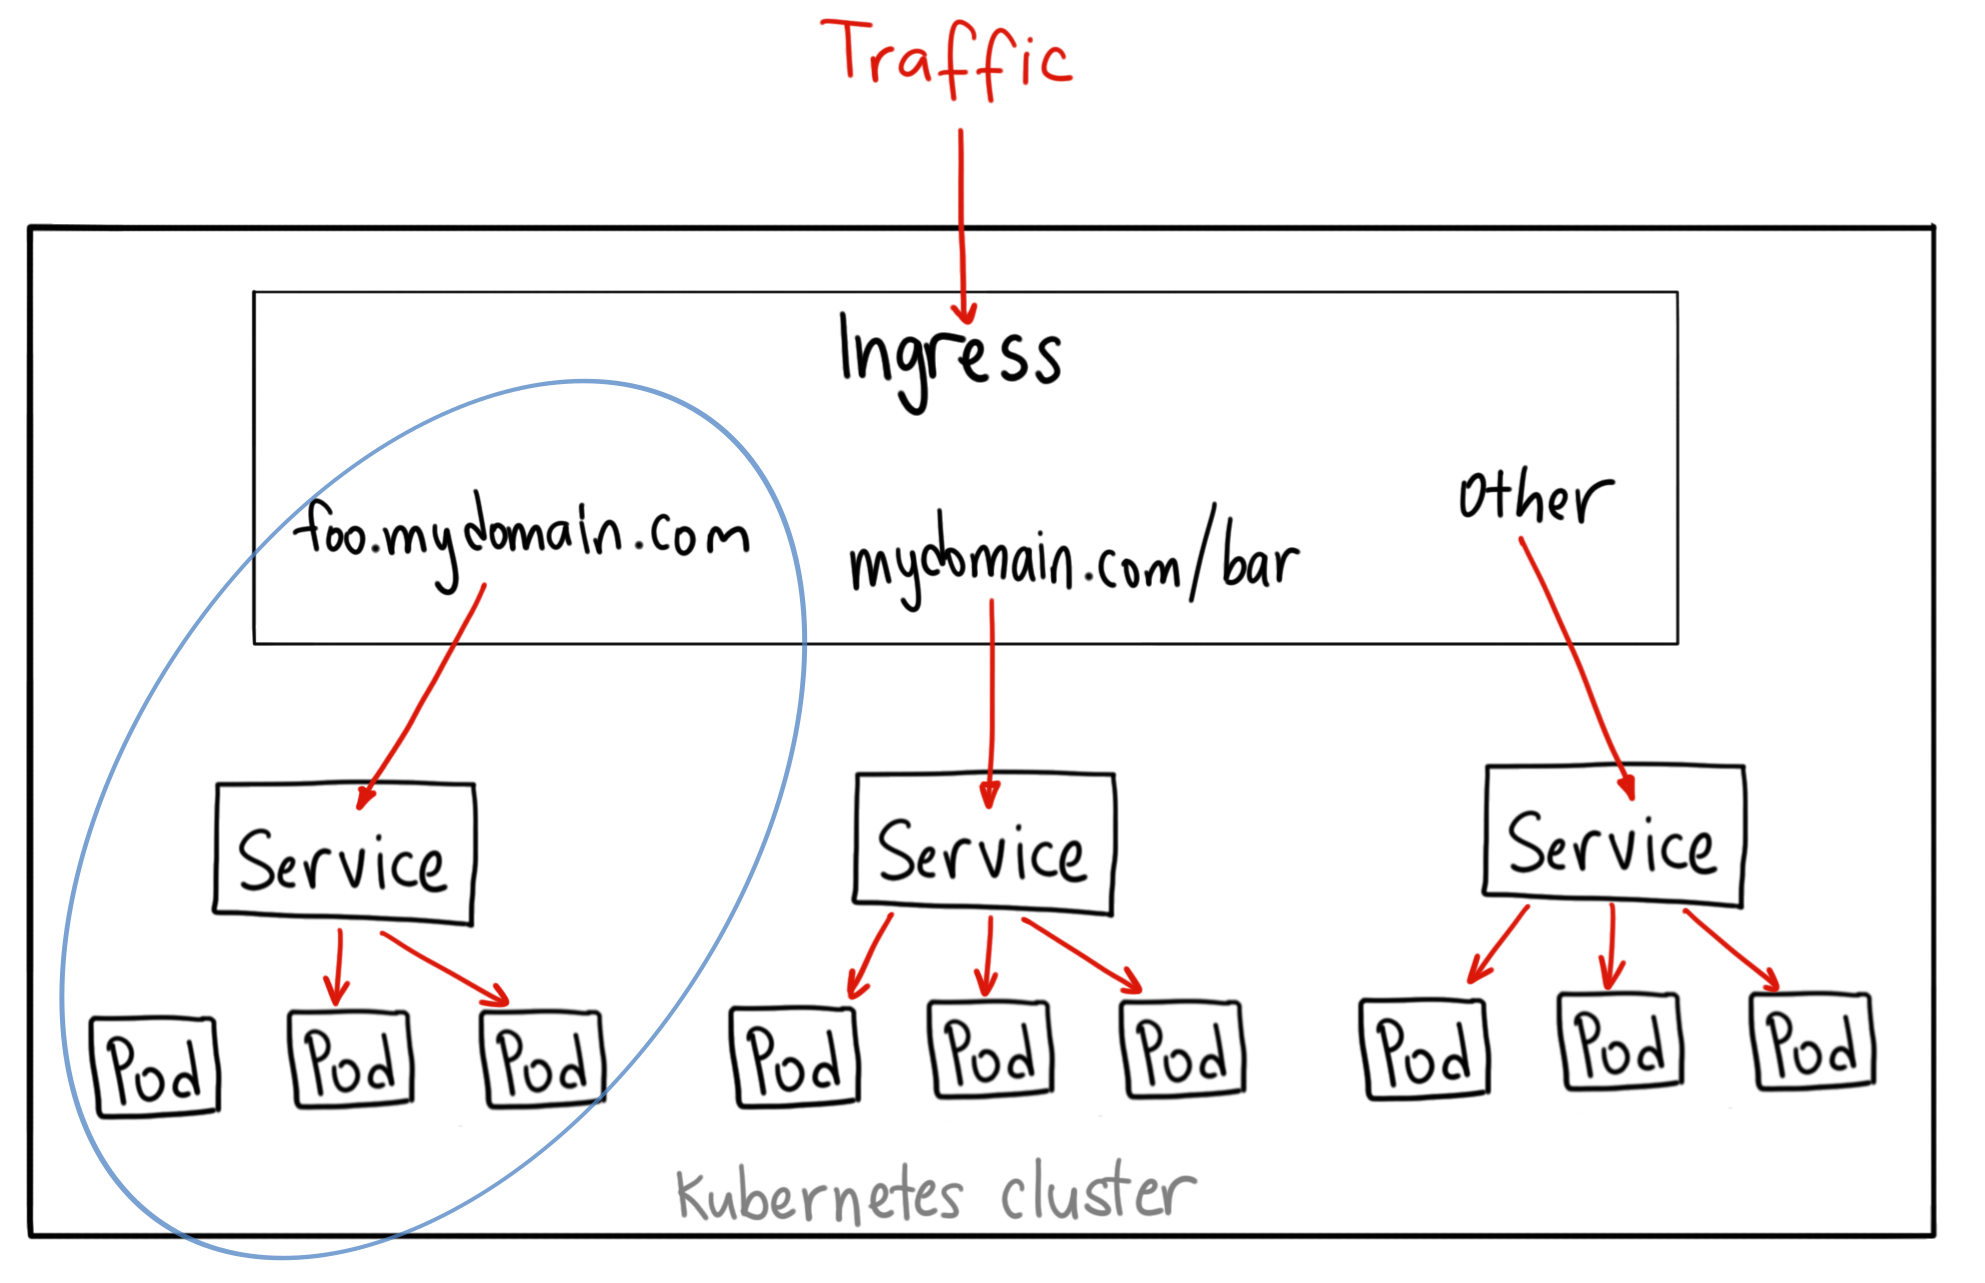 Traffic
Ingress
foo.mydomain.com
mydomain.com/bar
other
Service
Service
Service
Pod
Pod
Pod
Pod
Pod
Pod
Pod
Pod
Pod
Kubernetes cluster